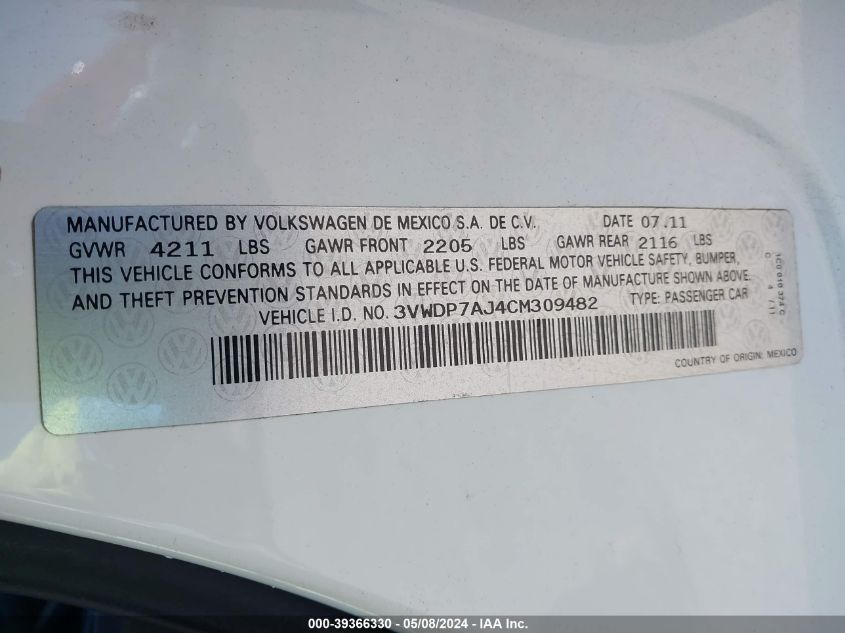 MANUFACTURED BY VOLKSWAGEN DE MEXICO S.A. DE C.V. DATE 07.11
GVWR 4211 LBS GAWR FRONT 2205 LBS GAWR REAR 2116 LBS
THIS VEHICLE CONFORMS TO ALL APPLICABLE U.S. FEDERAL MOTOR VEHICLE SAFETY, BUMPER,
AND THEFT PREVENTION STANDARDS IN EFFECT ON THE DATE OF MANUFACTURE SHOWN ABOVE.
VEHICLE I.D. NO. 3VWDP7AJ4CM309482 TYPE: PASSENGER CAR
COUNTRY OF ORIGIN: MEXICO
1C0 010 374 C
000-39366330 - 05/08/2024 - IAA Inc.